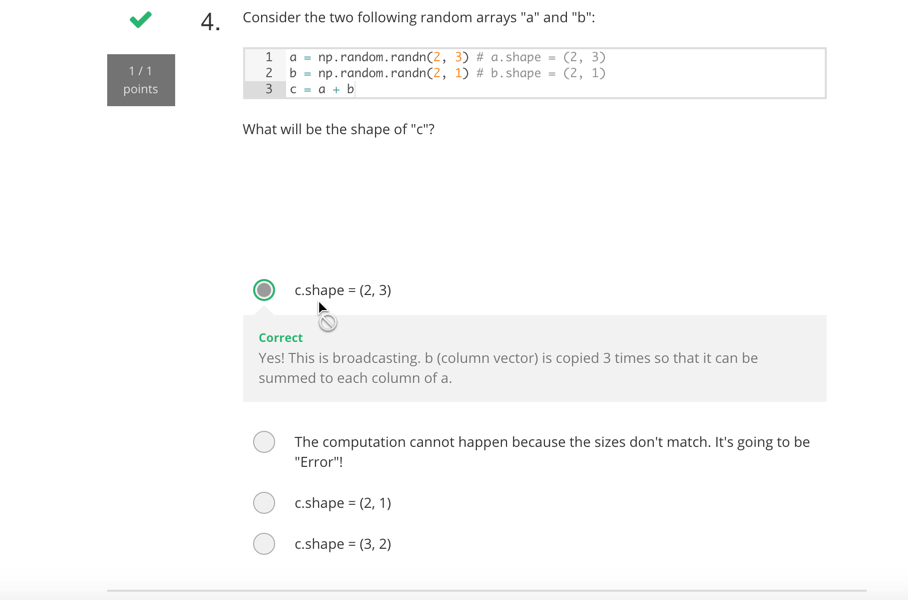 4. Consider the two following random arrays "a" and "b":
1 / 1
points
1 a = np.random.randn(2, 3) # a.shape = (2, 3)
2 b = np.random.randn(2, 1) # b.shape = (2, 1)
3 c = a + b
What will be the shape of "c"?
c.shape = (2, 3)
Correct
Yes! This is broadcasting. b (column vector) is copied 3 times so that it can be
summed to each column of a.
The computation cannot happen because the sizes don't match. It's going to be
"Error"!
c.shape = (2, 1)
c.shape = (3, 2)